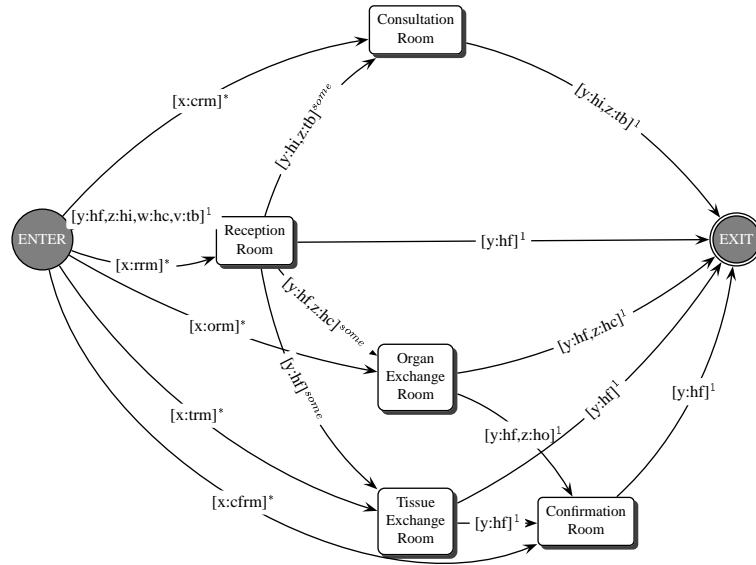 Consultation
Room
[x:crm]*
[y:hi,z:tb]¹
[y:hi,z:tb]some
[y:hf,z:hi,w:hc,v:tb]¹
ENTER
Reception
Room
[y:hf]¹
EXIT
[x:rrm]*
[y:hf,z:hc]some
[x:orm]*
[y:hf,z:hc]¹
Organ
Exchange
Room
[y:hf]some
[y:hf]¹
[y:hf]¹
[x:trm]*
[y:hf,z:ho]¹
[x:cfrm]*
Tissue
Exchange
Room
[y:hf]¹
Confirmation
Room